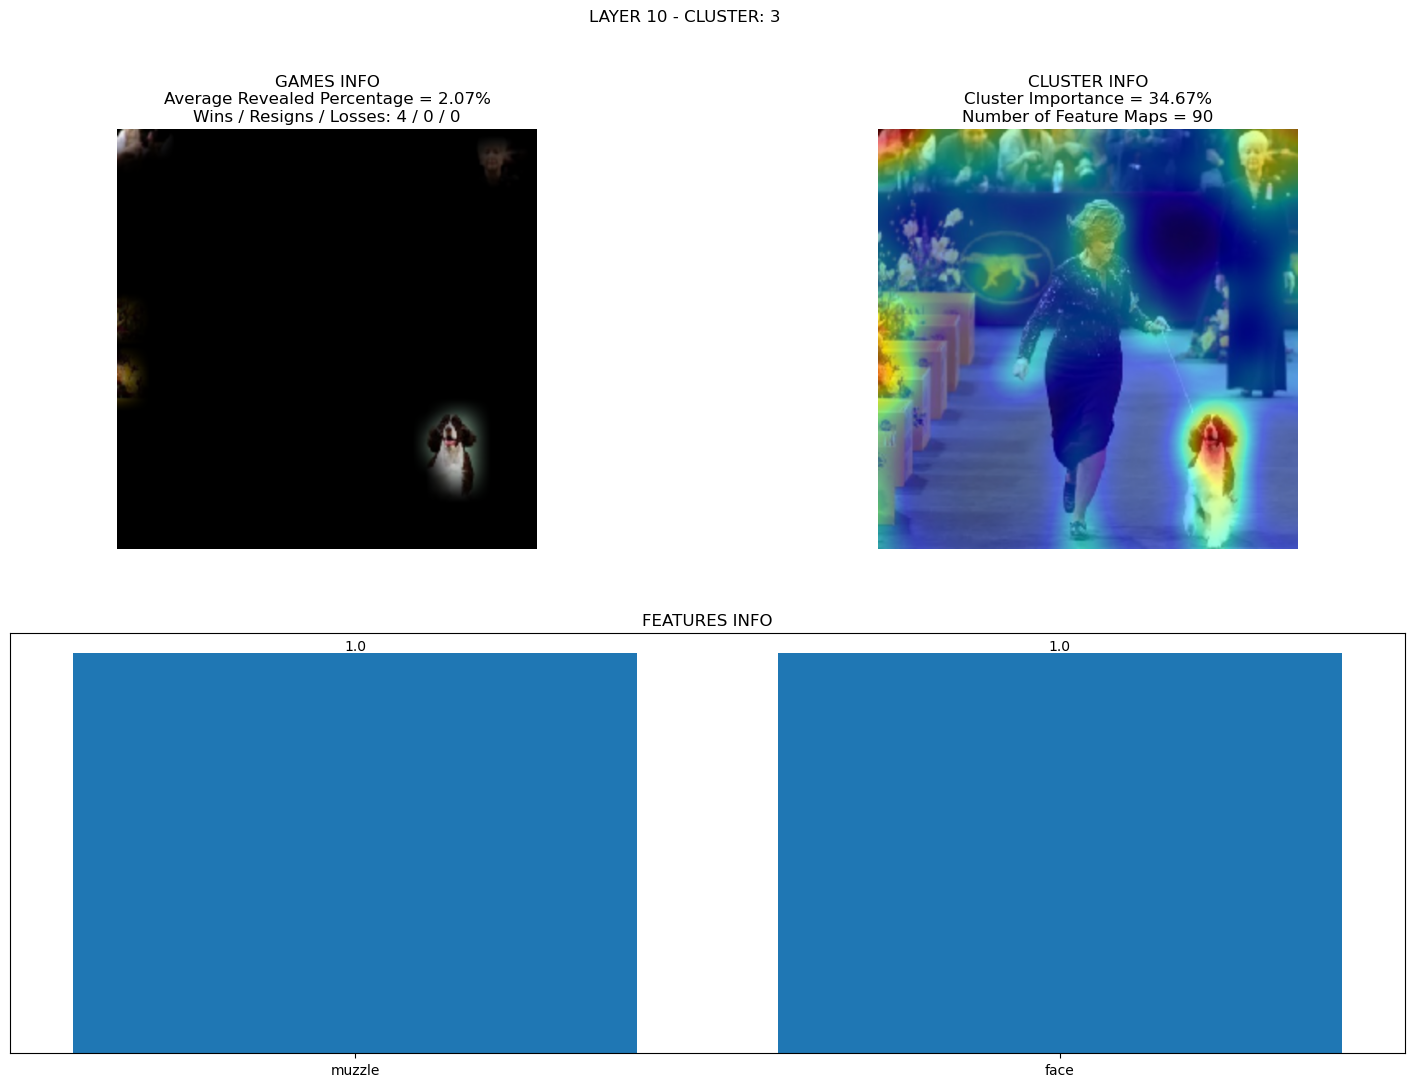 LAYER 10 - CLUSTER: 3
GAMES INFO
Average Revealed Percentage = 2.07%
Wins / Resigns / Losses: 4 / 0 / 0
CLUSTER INFO
Cluster Importance = 34.67%
Number of Feature Maps = 90
FEATURES INFO
1.0
1.0
muzzle
face